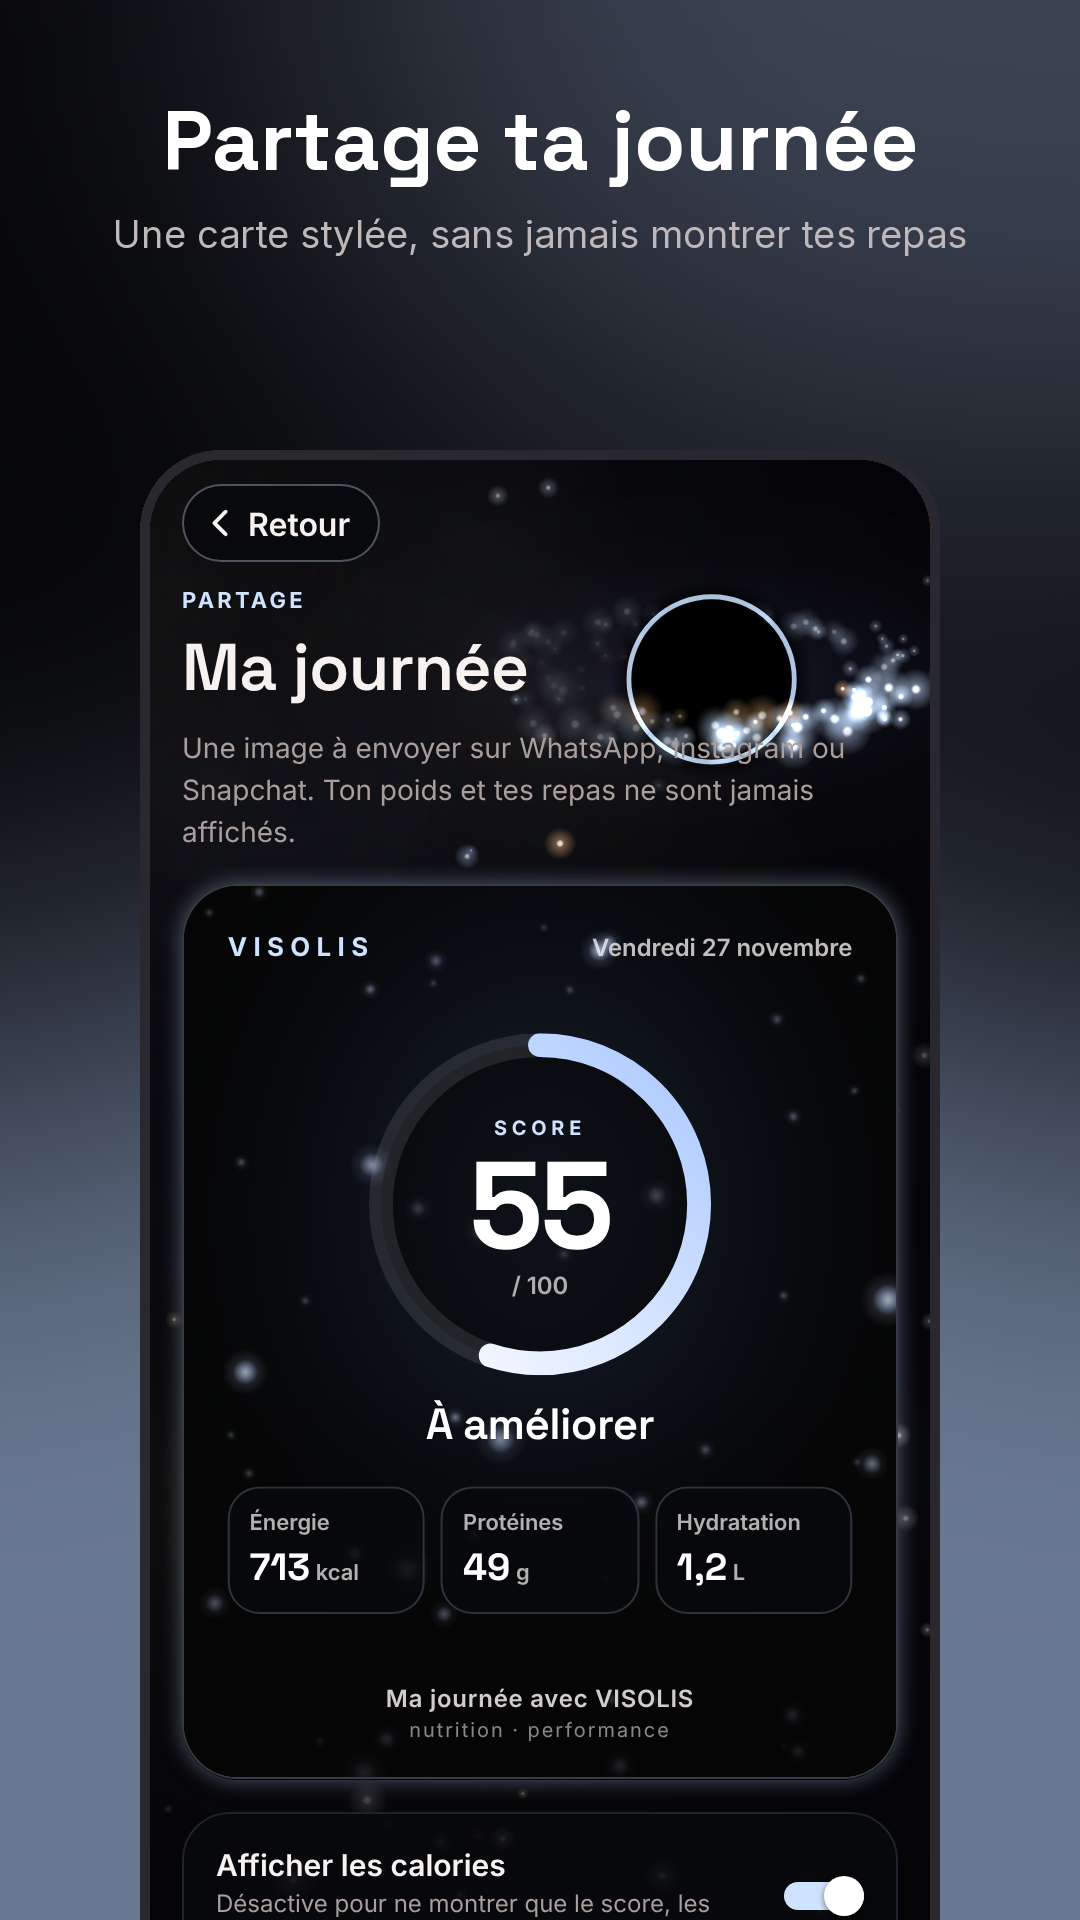 Partage ta journée
Une carte stylée, sans jamais montrer tes repas
Retour
PARTAGE
Ma journée
Une image à envoyer sur WhatsApp, Instagram ou
Snapchat. Ton poids et tes repas ne sont jamais
affichés.
VISOLIS
Vendredi 27 novembre
SCORE
55
/ 100
À améliorer
Énergie
713 kcal
Protéines
49 g
Hydratation
1,2 L
Ma journée avec VISOLIS
nutrition · performance
Afficher les calories
Désactive pour ne montrer que le score, les